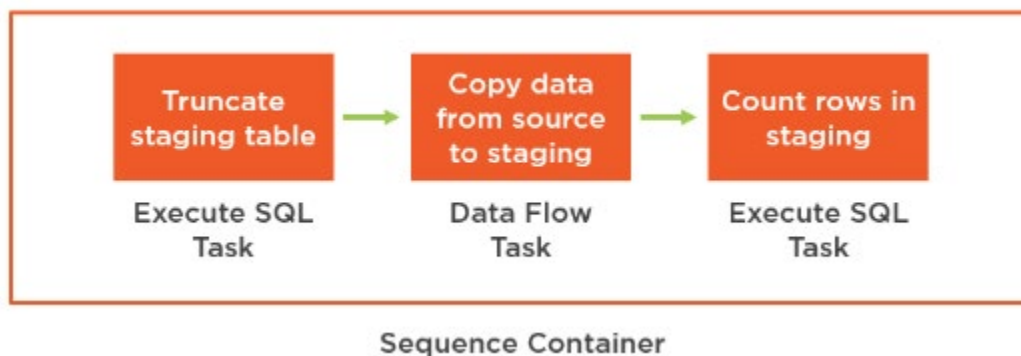 Truncate
staging table
Copy data
from source
to staging
Count rows in
staging
Execute SQL
Task
Data Flow
Task
Execute SQL
Task
Sequence Container